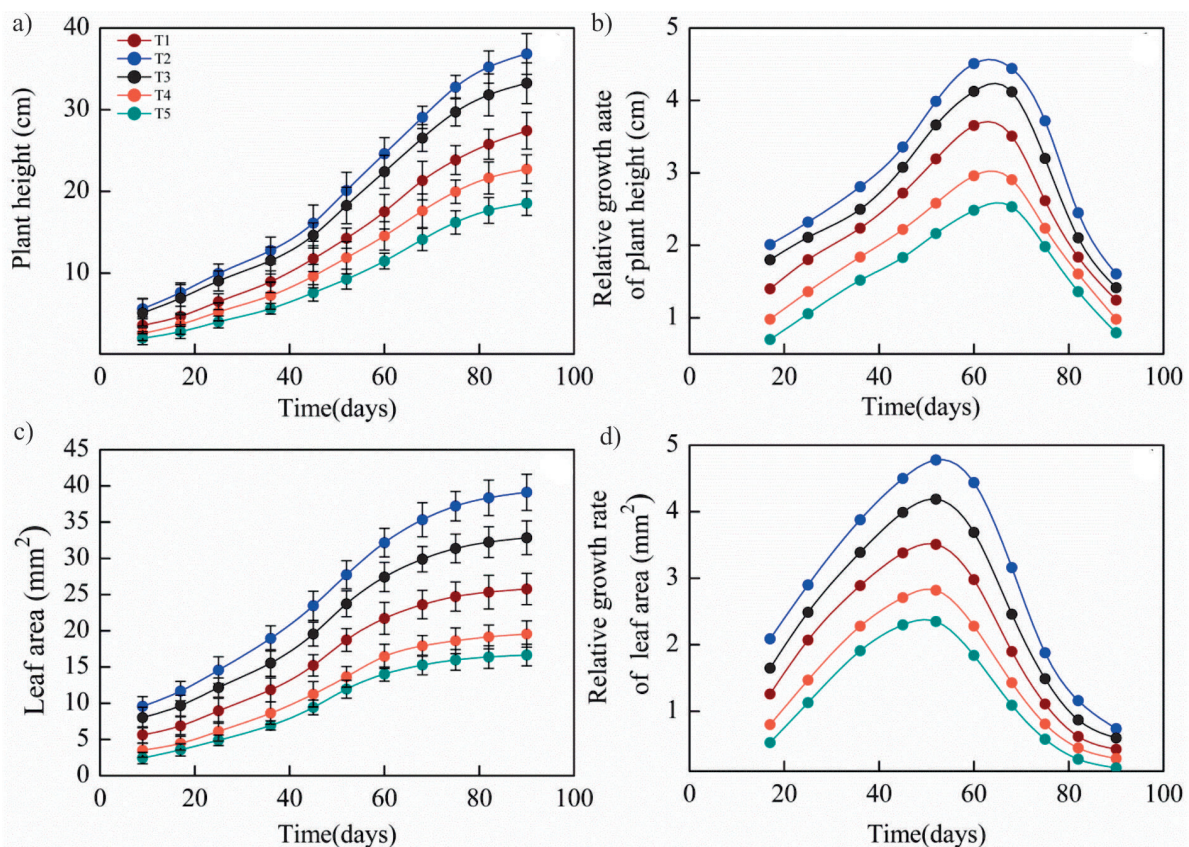 a)
T1
T2
T3
T4
T5
Plant height (cm)
40
30
20
10
0 20 40 60 80 100
Time(days)
b)
Relative growth aate
of plant height (cm)
5
4
3
2
1
0 20 40 60 80 100
Time(days)
c)
Leaf area (mm²)
45
40
35
30
25
20
15
10
5
0
0 20 40 60 80 100
Time(days)
d)
Relative growth rate
of leaf area (mm²)
5
4
3
2
1
0 20 40 60 80 100
Time(days)